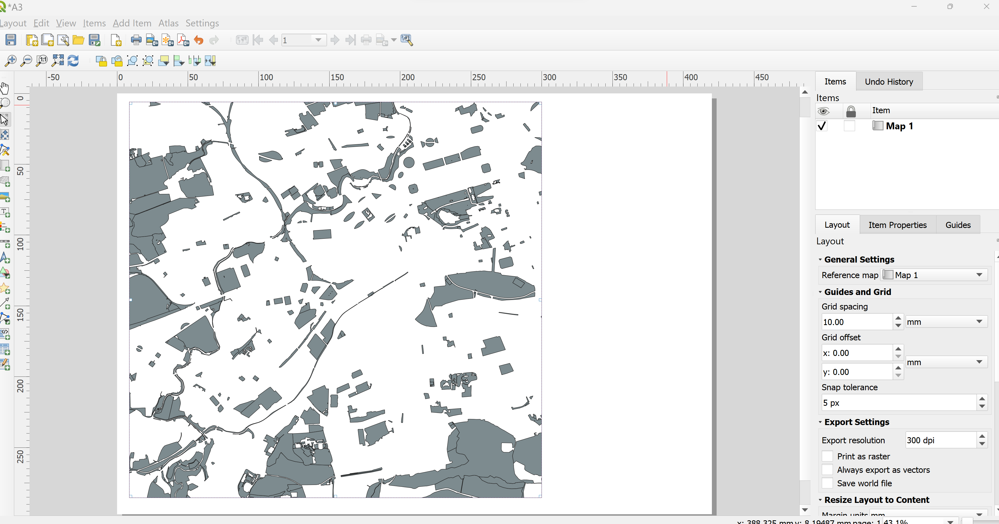 *A3
Layout Edit View Items Add Item Atlas Settings
1
1:1
-50 0 50 100 150 200 250 300 350 400 450
0
50
100
150
200
250
T
N
Items Undo History
Items
Item
Map 1
Layout Item Properties Guides
Layout
General Settings
Reference map Map 1
Guides and Grid
Grid spacing
10.00 mm
Grid offset
x: 0.00
mm
y: 0.00
Snap tolerance
5 px
Export Settings
Export resolution 300 dpi
Print as raster
Always export as vectors
Save world file
Resize Layout to Content
Margin units mm
x: 388.325 mm y: 8.19487 mm page: 1 43.1%